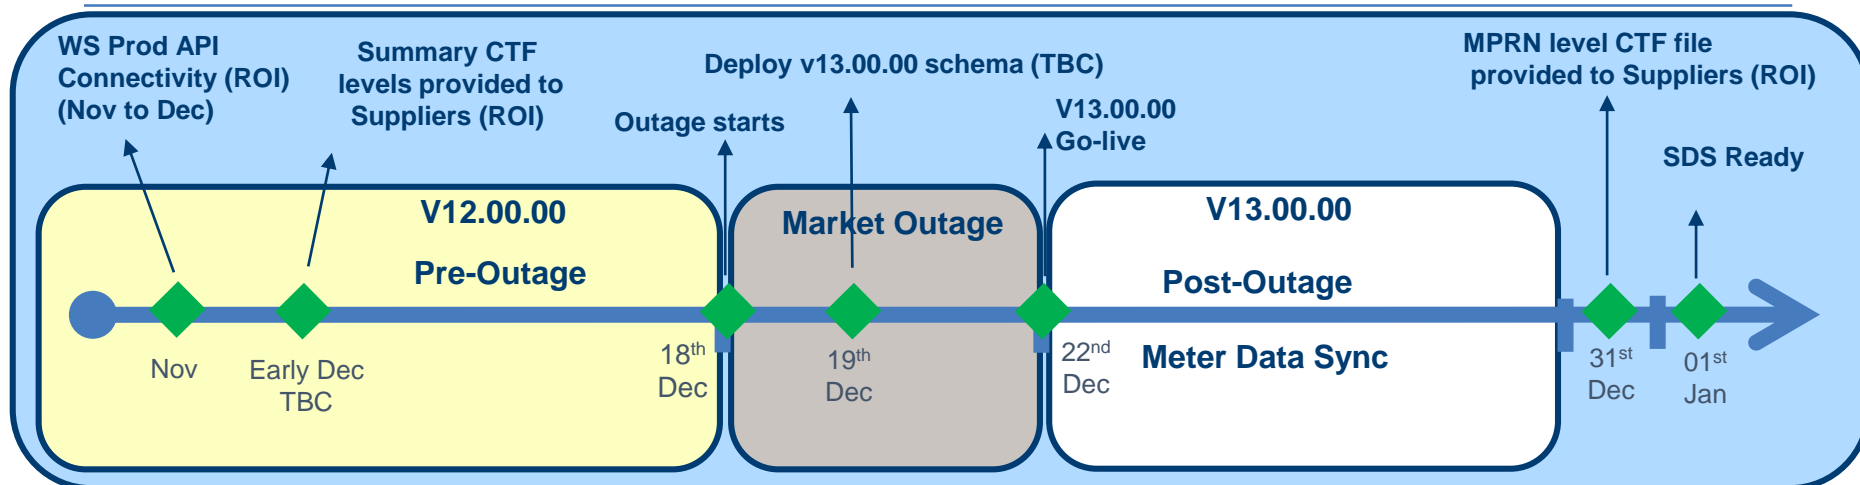 WS Prod API
Connectivity (ROI)
(Nov to Dec)
Summary CTF
levels provided to
Suppliers (ROI)
Outage starts
Deploy v13.00.00 schema (TBC)
V13.00.00
Go-live
MPRN level CTF file
provided to Suppliers (ROI)
SDS Ready
V12.00.00
Pre-Outage
Market Outage
V13.00.00
Post-Outage
Meter Data Sync
Nov
Early Dec
TBC
18th
Dec
19th
Dec
22nd
Dec
31st
Dec
01st
Jan